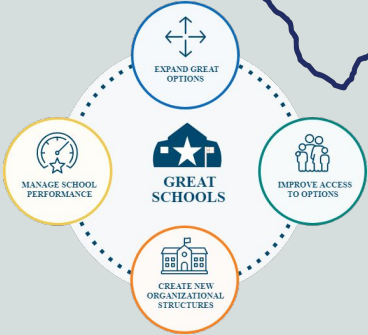 EXPAND GREAT
OPTIONS
MANAGE SCHOOL
PERFORMANCE
GREAT
SCHOOLS
IMPROVE ACCESS
TO OPTIONS
CREATE NEW
ORGANIZATIONAL
STRUCTURES